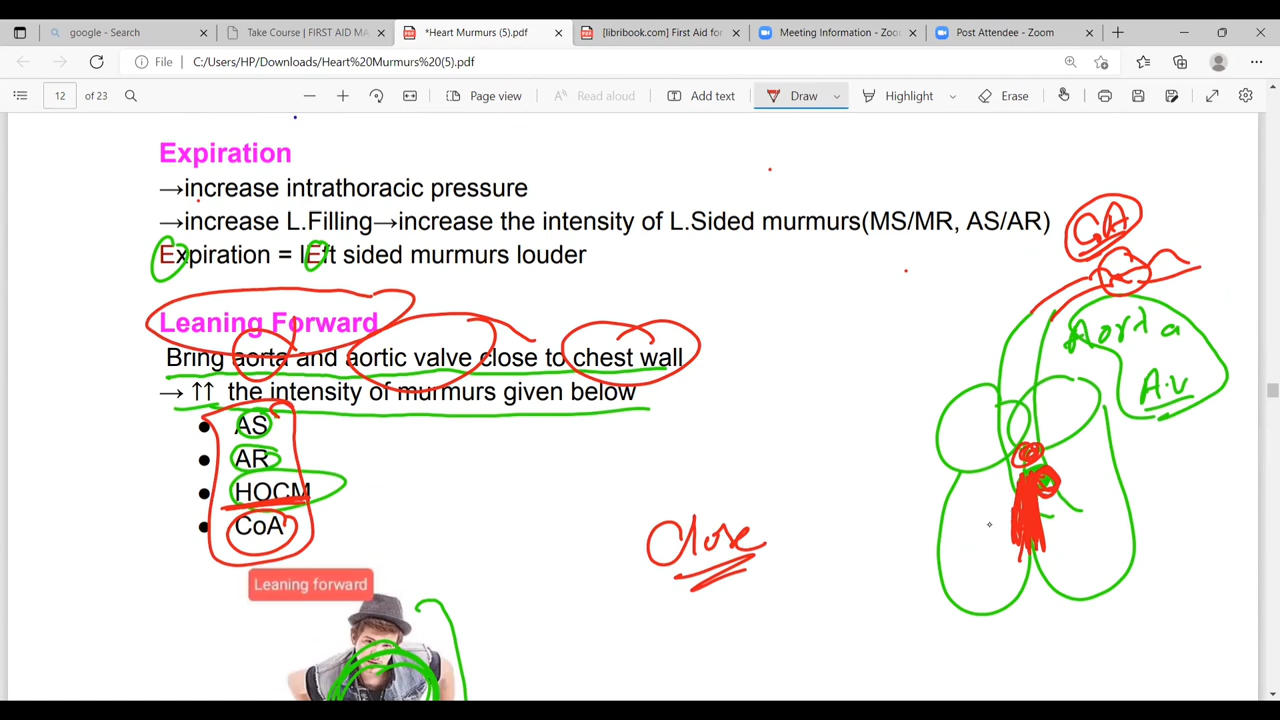 google - Search
Take Course | FIRST AID MA
*Heart Murmurs (5).pdf
[libribook.com] First Aid for
Meeting Information - Zoo
Post Attendee - Zoom
File
C:/Users/HP/Downloads/Heart%20Murmurs%20(5).pdf
12 of 23
Page view
Read aloud
Add text
Draw
Highlight
Erase
Expiration
→increase intrathoracic pressure
→increase L.Filling→increase the intensity of L.Sided murmurs(MS/MR, AS/AR)
Expiration = lEft sided murmurs louder
CoA
Leaning Forward
Bring aorta and aortic valve close to chest wall
→ ↑↑ the intensity of murmurs given below
Aorta
A.V
• AS
• AR
• HOCM
• CoA
Close
Leaning forward